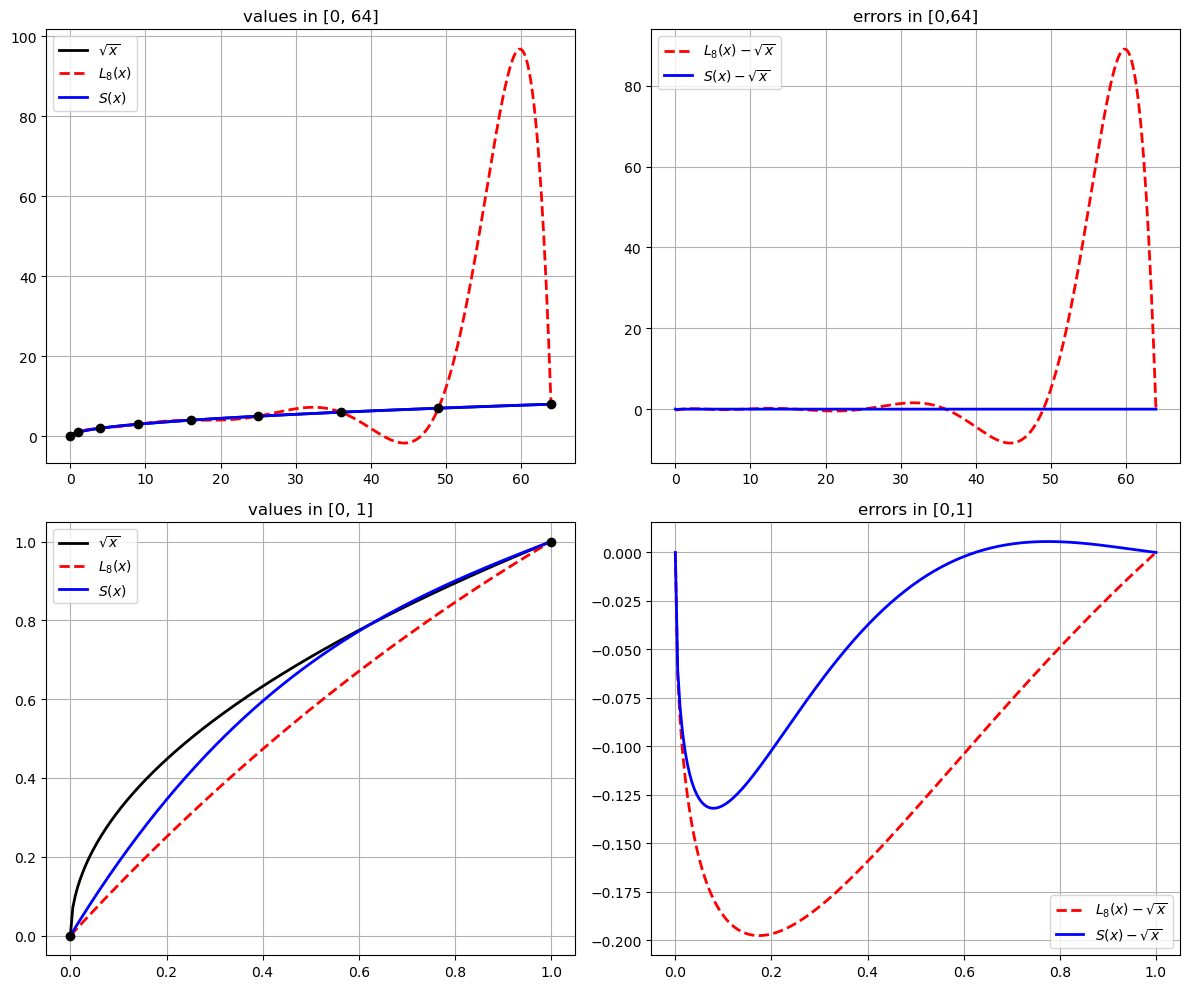 values in [0, 64]
√x
L₈(x)
S(x)
100
80
60
40
20
0
0 10 20 30 40 50 60
errors in [0,64]
L₈(x) − √x
S(x) − √x
80
60
40
20
0
0 10 20 30 40 50 60
values in [0, 1]
√x
L₈(x)
S(x)
1.0
0.8
0.6
0.4
0.2
0.0
0.0 0.2 0.4 0.6 0.8 1.0
errors in [0,1]
0.000
−0.025
−0.050
−0.075
−0.100
−0.125
−0.150
−0.175
−0.200
L₈(x) − √x
S(x) − √x
0.0 0.2 0.4 0.6 0.8 1.0